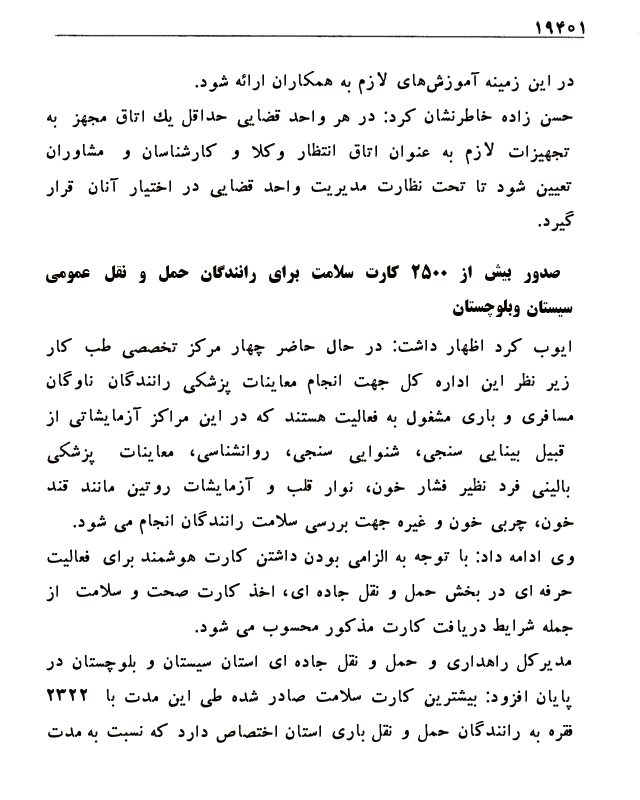 ۱۹۴۰۱
در این زمینه آموزش‌های لازم به همکاران ارائه شود.
حسن زاده خاطرنشان کرد: در هر واحد قضایی حداقل یك اتاق مجهز به
تجهیزات لازم به عنوان اتاق انتظار وکلا و کارشناسان و مشاوران
تعیین شود تا تحت نظارت مدیریت واحد قضایی در اختیار آنان قرار
گیرد.
صدور بیش از ۲۵۰۰ کارت سلامت برای رانندگان حمل و نقل عمومی
سیستان وبلوچستان
ایوب کرد اظهار داشت: در حال حاضر چهار مرکز تخصصی طب کار
زیر نظر این اداره کل جهت انجام معاینات پزشکی رانندگان ناوگان
مسافری و باری مشغول به فعالیت هستند که در این مراکز آزمایشاتی از
قبیل بینایی سنجی، شنوایی سنجی، روانشناسی، معاینات پزشکی
بالینی فرد نظیر فشار خون، نوار قلب و آزمایشات روتین مانند قند
خون، چربی خون و غیره جهت بررسی سلامت رانندگان انجام می شود.
وی ادامه داد: با توجه به الزامی بودن داشتن کارت هوشمند برای فعالیت
حرفه ای در بخش حمل و نقل جاده ای، اخذ کارت صحت و سلامت از
جمله شرایط دریافت کارت مذکور محسوب می شود.
مدیرکل راهداری و حمل و نقل جاده ای استان سیستان و بلوچستان در
پایان افزود: بیشترین کارت سلامت صادر شده طی این مدت با ۲۳۲۲
فقره به رانندگان حمل و نقل باری استان اختصاص دارد که نسبت به مدت